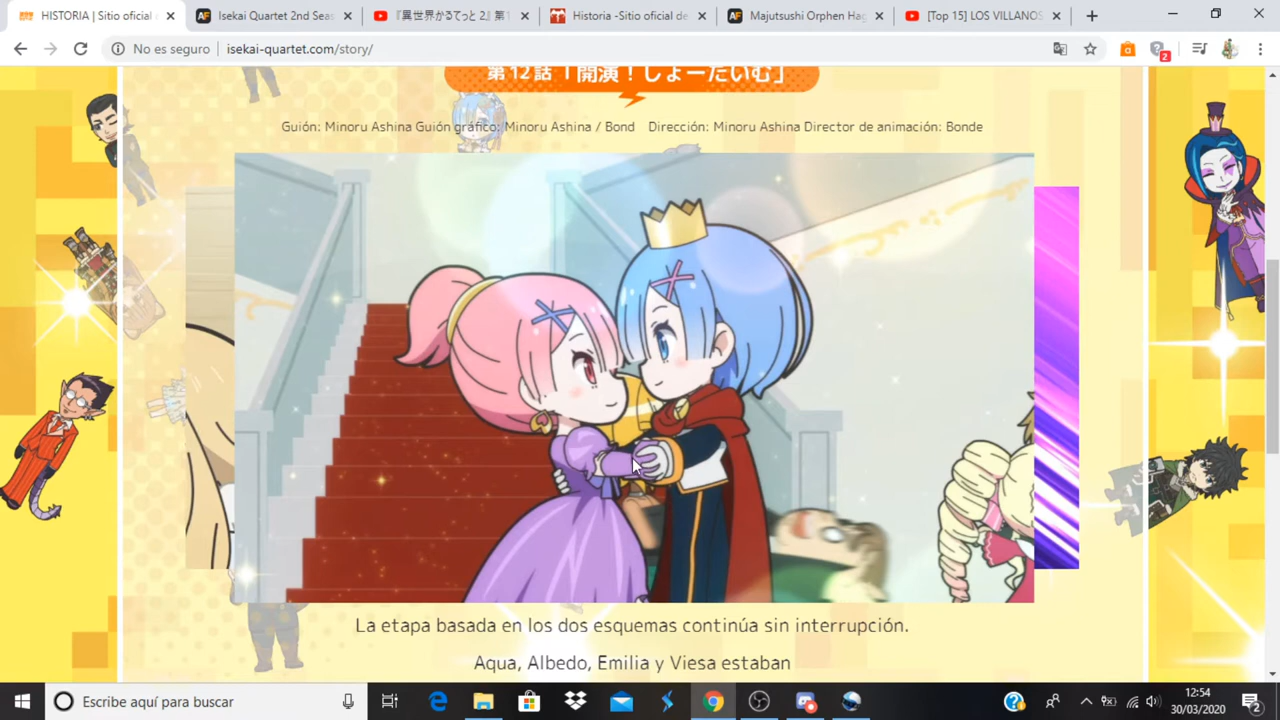 HISTORIA | Sitio oficial
Isekai Quartet 2nd Seas
『異世界かるてっと 2』第1
Historia -Sitio oficial de
Majutsushi Orphen Hag
[Top 15] LOS VILLANOS
No es seguro
isekai-quartet.com/story/
2
第12話「開演！しょーたいむ」
Guión: Minoru Ashina Guión gráfico: Minoru Ashina / Bond Dirección: Minoru Ashina Director de animación: Bonde
La etapa basada en los dos esquemas continúa sin interrupción.
Aqua, Albedo, Emilia y Viesa estaban
Escribe aquí para buscar
12:54
30/03/2020
2